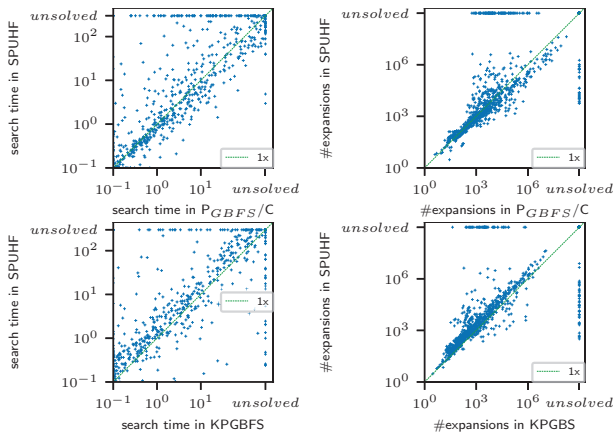 unsolved
10^2
10^1
10^0
10^−1
search time in SPUHF
1x
10^−1 10^0 10^1 unsolved
search time in P_GBFS/C
unsolved
10^6
10^3
10^0
#expansions in SPUHF
1x
10^0 10^3 10^6 unsolved
#expansions in P_GBFS/C
unsolved
10^2
10^1
10^0
10^−1
search time in SPUHF
1x
10^−1 10^0 10^1 unsolved
search time in KPGBFS
unsolved
10^6
10^3
10^0
#expansions in SPUHF
1x
10^0 10^3 10^6 unsolved
#expansions in KPGBS